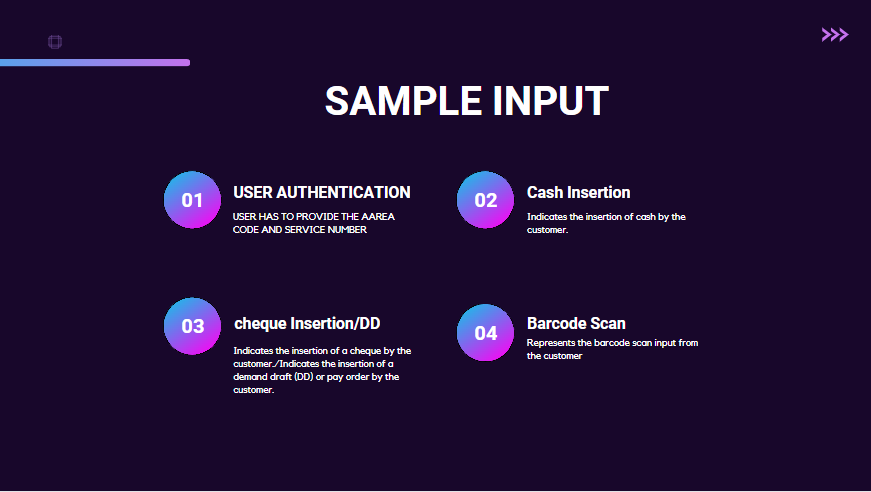 SAMPLE INPUT
01
USER AUTHENTICATION
USER HAS TO PROVIDE THE AAREA
CODE AND SERVICE NUMBER
02
Cash Insertion
Indicates the insertion of cash by the
customer.
03
cheque Insertion/DD
Indicates the insertion of a cheque by the
customer./Indicates the insertion of a
demand draft (DD) or pay order by the
customer.
04
Barcode Scan
Represents the barcode scan input from
the customer